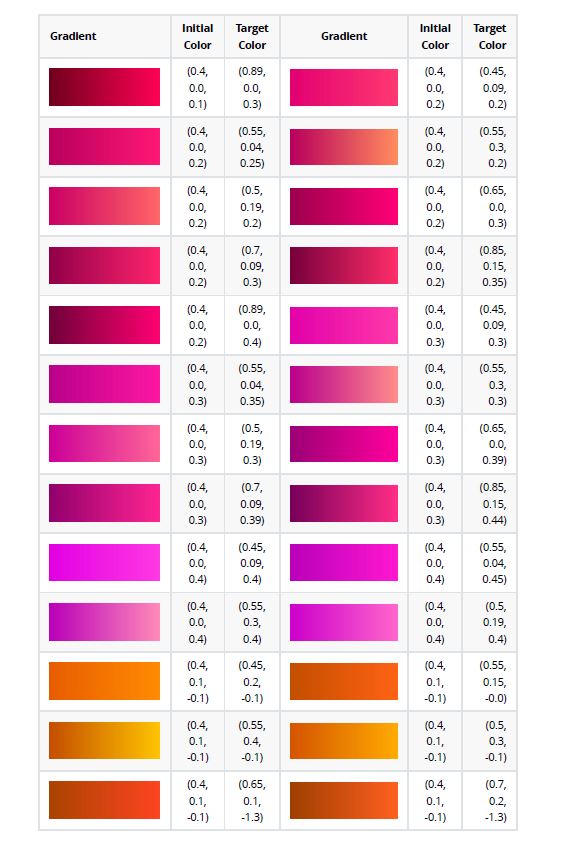 Gradient Initial Color Target Color Gradient Initial Color Target Color
(0.4, 0.0, 0.1) (0.89, 0.0, 0.3) (0.4, 0.0, 0.2) (0.45, 0.09, 0.2)
(0.4, 0.0, 0.2) (0.55, 0.04, 0.25) (0.4, 0.0, 0.2) (0.55, 0.3, 0.2)
(0.4, 0.0, 0.2) (0.5, 0.19, 0.2) (0.4, 0.0, 0.2) (0.65, 0.0, 0.3)
(0.4, 0.0, 0.2) (0.7, 0.09, 0.3) (0.4, 0.0, 0.2) (0.85, 0.15, 0.35)
(0.4, 0.0, 0.2) (0.89, 0.0, 0.4) (0.4, 0.0, 0.3) (0.45, 0.09, 0.3)
(0.4, 0.0, 0.3) (0.55, 0.04, 0.35) (0.4, 0.0, 0.3) (0.55, 0.3, 0.3)
(0.4, 0.0, 0.3) (0.5, 0.19, 0.3) (0.4, 0.0, 0.3) (0.65, 0.0, 0.39)
(0.4, 0.0, 0.3) (0.7, 0.09, 0.39) (0.4, 0.0, 0.3) (0.85, 0.15, 0.44)
(0.4, 0.0, 0.4) (0.45, 0.09, 0.4) (0.4, 0.0, 0.4) (0.55, 0.04, 0.45)
(0.4, 0.0, 0.4) (0.55, 0.3, 0.4) (0.4, 0.0, 0.4) (0.5, 0.19, 0.4)
(0.4, 0.1, -0.1) (0.45, 0.2, -0.1) (0.4, 0.1, -0.1) (0.55, 0.15, -0.0)
(0.4, 0.1, -0.1) (0.55, 0.4, -0.1) (0.4, 0.1, -0.1) (0.5, 0.3, -0.1)
(0.4, 0.1, -0.1) (0.65, 0.1, -1.3) (0.4, 0.1, -0.1) (0.7, 0.2, -1.3)